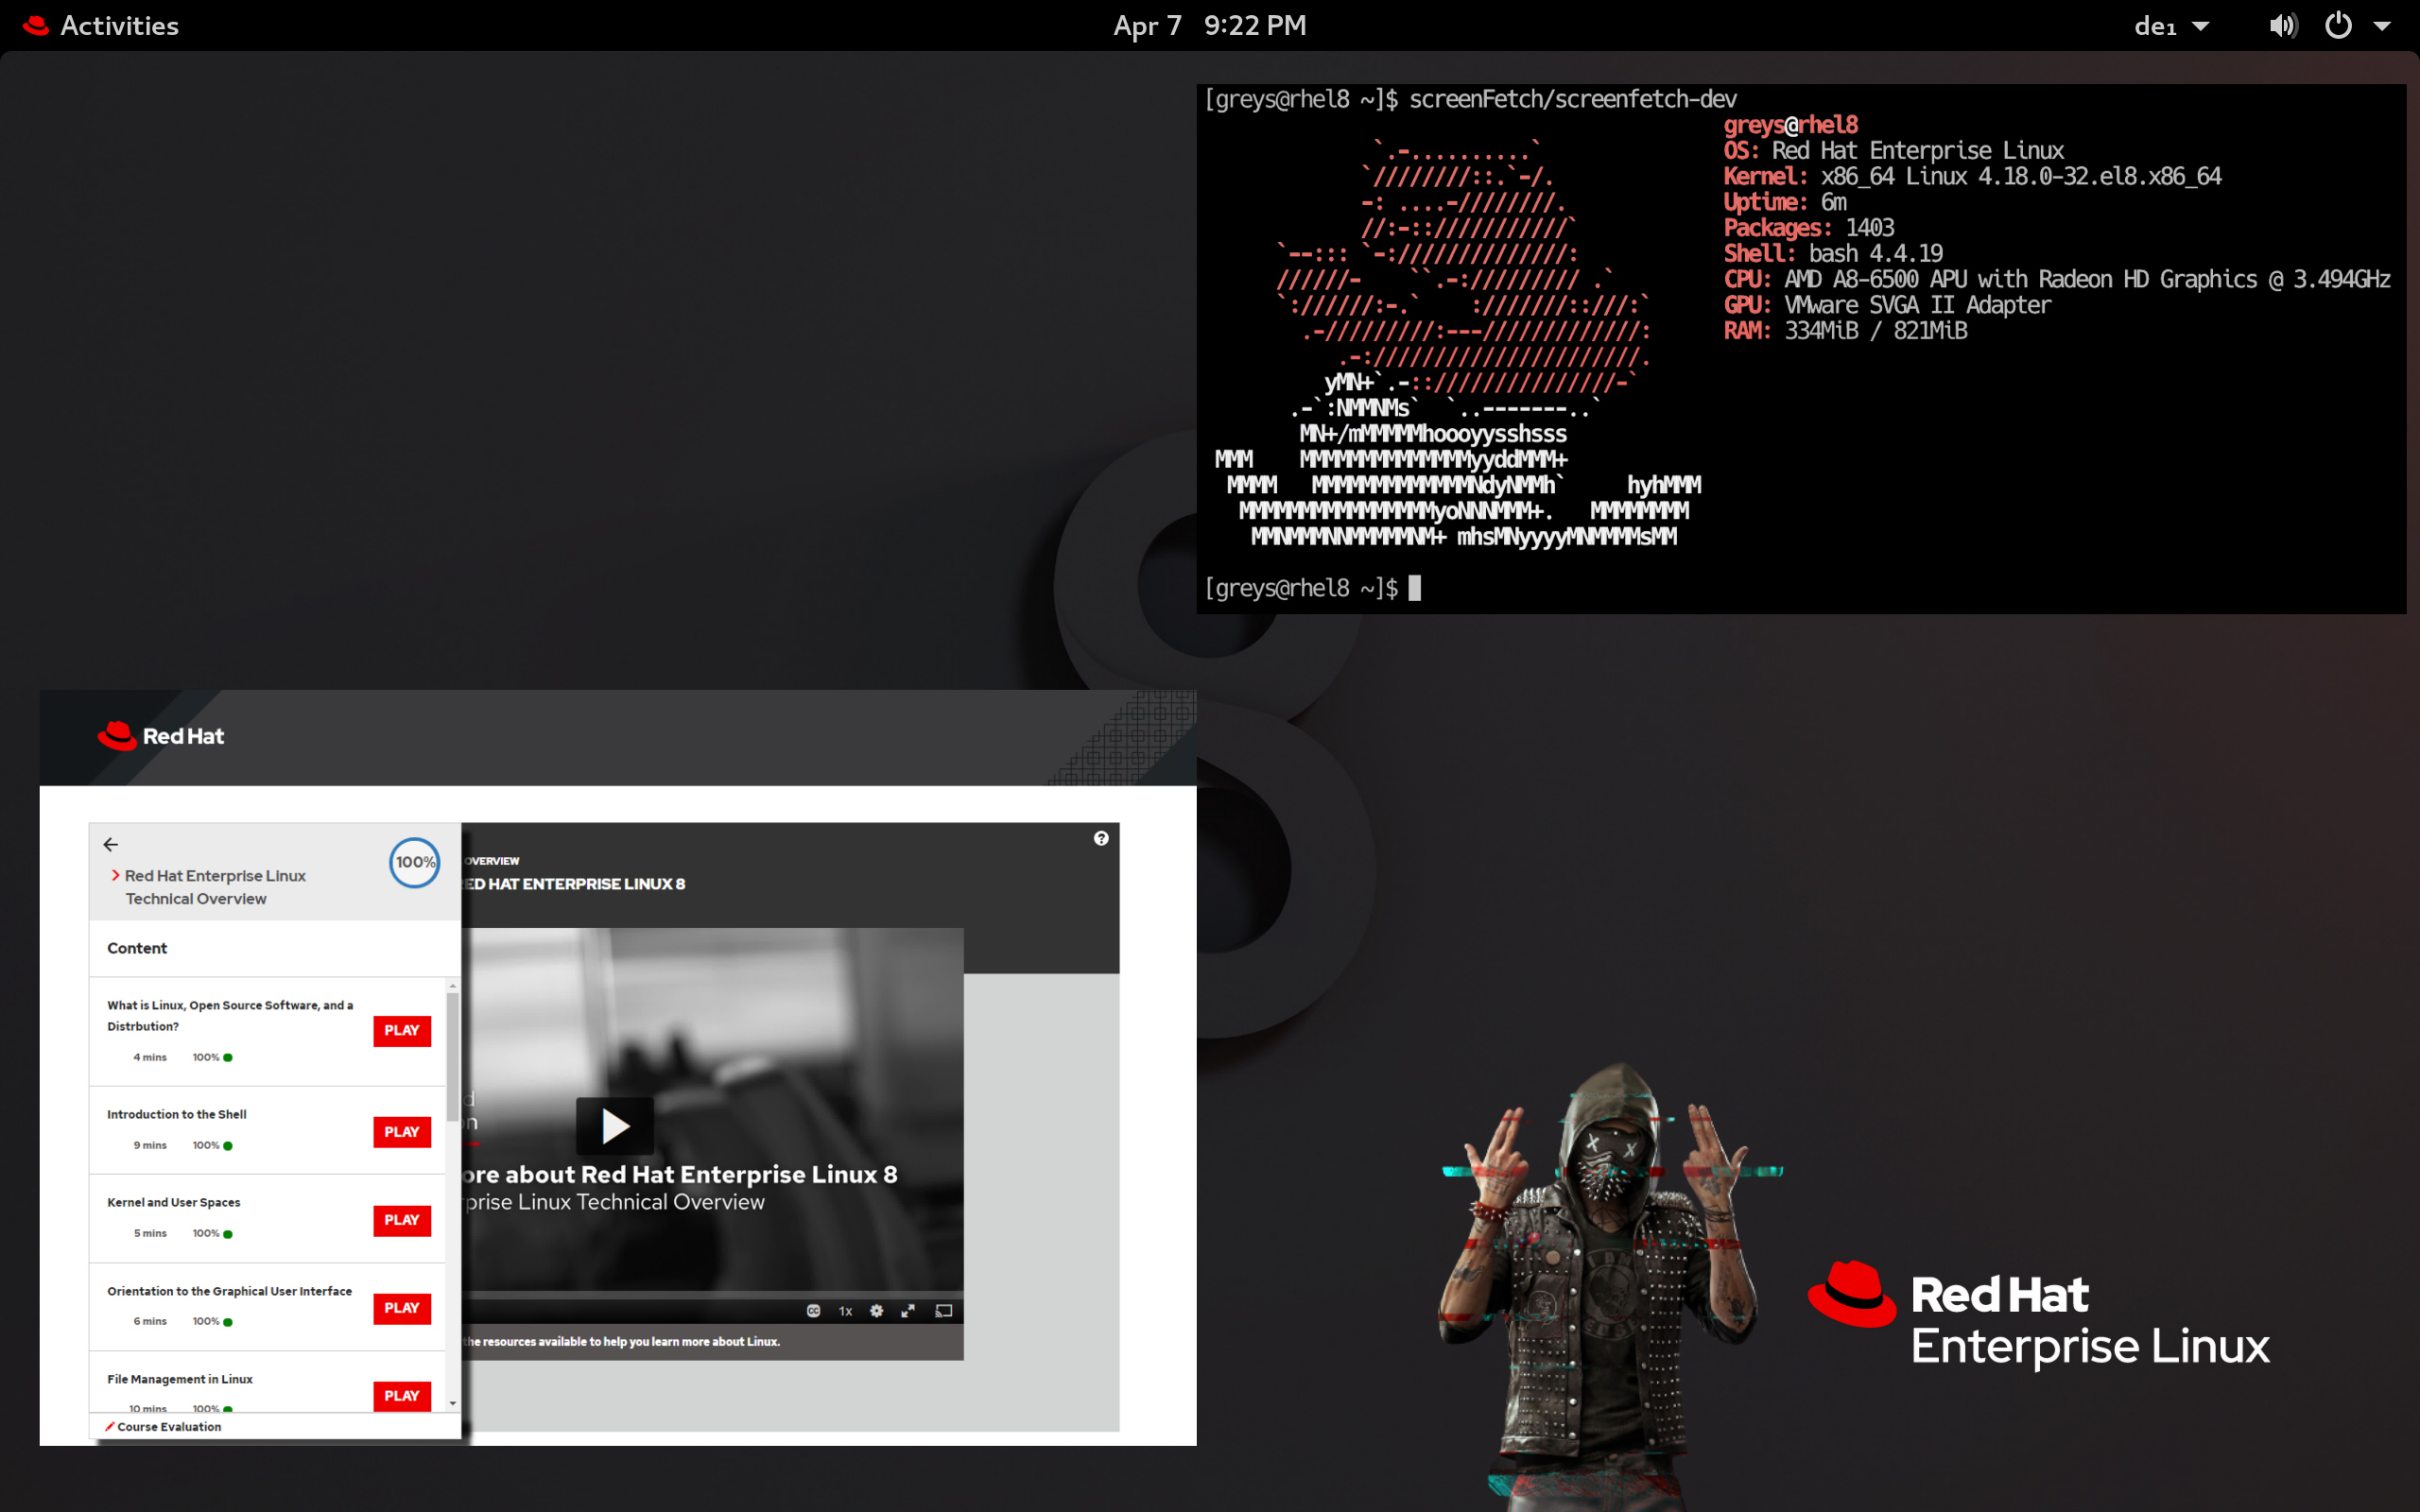 Activities
Apr 7 9:22 PM
de₁
[greys@rhel8 ~]$ screenFetch/screenfetch-dev
greys@rhel8
OS: Red Hat Enterprise Linux
Kernel: x86_64 Linux 4.18.0-32.el8.x86_64
Uptime: 6m
Packages: 1403
Shell: bash 4.4.19
CPU: AMD A8-6500 APU with Radeon HD Graphics @ 3.494GHz
GPU: VMware SVGA II Adapter
RAM: 334MiB / 821MiB
[greys@rhel8 ~]$
Red Hat
100%
Red Hat Enterprise Linux
Technical Overview
Content
What is Linux, Open Source Software, and a
Distrbution?
PLAY
4 mins 100%
Introduction to the Shell
PLAY
9 mins 100%
Kernel and User Spaces
PLAY
5 mins 100%
Orientation to the Graphical User Interface
PLAY
6 mins 100%
File Management in Linux
PLAY
10 mins 100%
Course Evaluation
OVERVIEW
ED HAT ENTERPRISE LINUX 8
ore about Red Hat Enterprise Linux 8
prise Linux Technical Overview
1x
the resources available to help you learn more about Linux.
Red Hat
Enterprise Linux